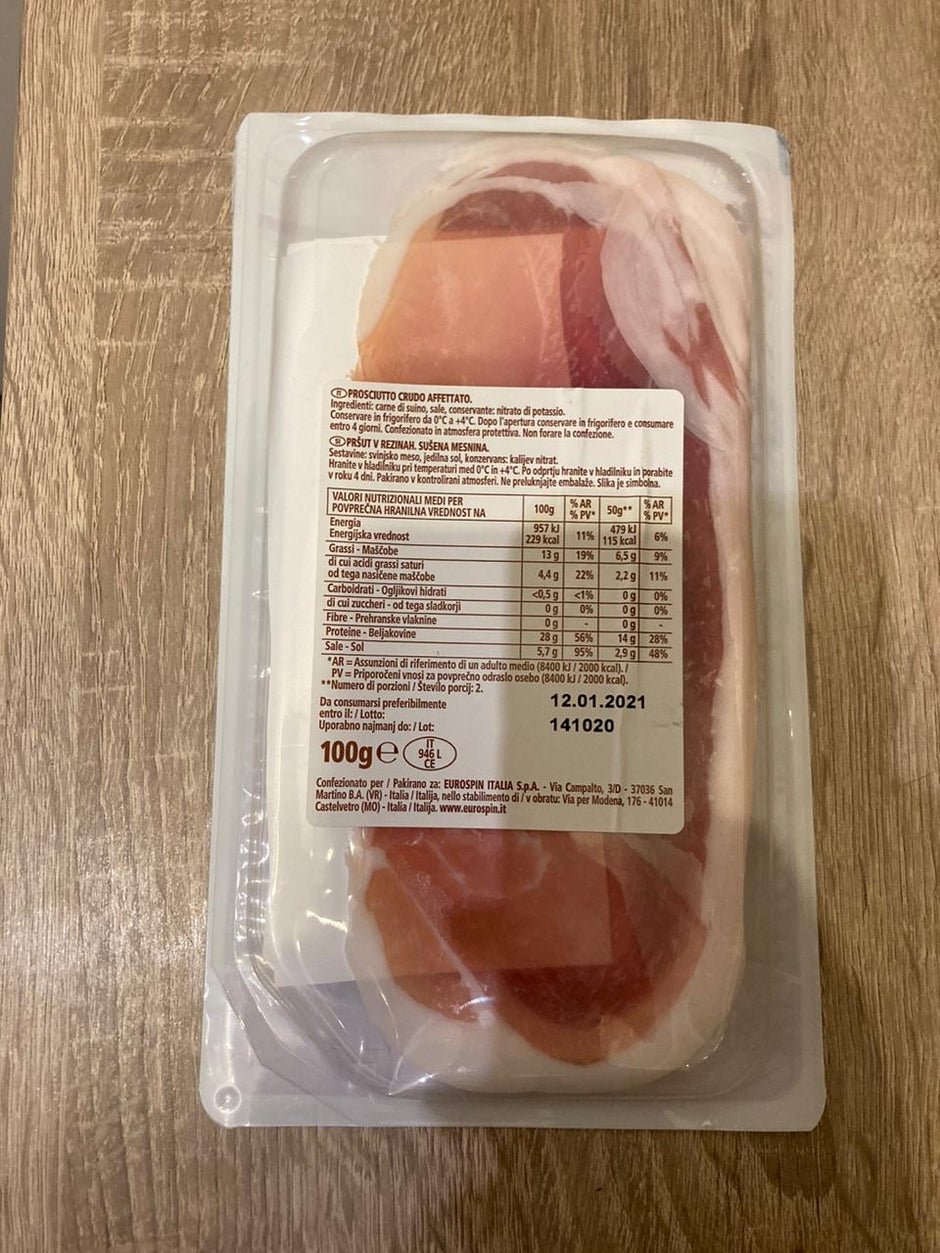 IT PROSCIUTTO CRUDO AFFETTATO.
Ingredienti: carne di suino, sale, conservante: nitrato di potassio.
Conservare in frigorifero da 0°C a +4°C. Dopo l'apertura conservare in frigorifero e consumare
entro 4 giorni. Confezionato in atmosfera protettiva. Non forare la confezione.
SI PRŠUT V REZINAH. SUŠENA MESNINA.
Sestavine: svinjsko meso, jedilna sol, konzervans: kalijev nitrat.
Hranite v hladilniku pri temperaturi med 0°C in +4°C. Po odprtju hranite v hladilniku in porabite
v roku 4 dni. Pakirano v kontrolirani atmosferi. Ne preluknjajte embalaže. Slika je simbolna.
VALORI NUTRIZIONALI MEDI PER
POVPREČNA HRANILNA VREDNOST NA 100g % AR % PV* 50g** % AR % PV*
Energia 957 kJ 479 kJ
Energijska vrednost 229 kcal 11% 115 kcal 6%
Grassi - Maščobe 13 g 19% 6,5 g 9%
di cui acidi grassi saturi
od tega nasičene maščobe 4,4 g 22% 2,2 g 11%
Carboidrati - Ogljikovi hidrati <0,5 g <1% 0 g 0%
di cui zuccheri - od tega sladkorji 0 g 0% 0 g 0%
Fibre - Prehranske vlaknine 0 g - 0 g -
Proteine - Beljakovine 28 g 56% 14 g 28%
Sale - Sol 5,7 g 95% 2,9 g 48%
*AR = Assunzioni di riferimento di un adulto medio (8400 kJ / 2000 kcal). /
PV = Priporočeni vnosi za povprečno odraslo osebo (8400 kJ / 2000 kcal).
**Numero di porzioni / Število porcij: 2.
Da consumarsi preferibilmente
entro il: / Lotto:
Uporabno najmanj do: / Lot:
12.01.2021
141020
100g e
IT
946 L
CE
Confezionato per / Pakirano za: EUROSPIN ITALIA S.p.A. - Via Campalto, 3/D - 37036 San
Martino B.A. (VR) - Italia / Italija, nello stabilimento di / v obratu: Via per Modena, 176 - 41014
Castelvetro (MO) - Italia / Italija. www.eurospin.it